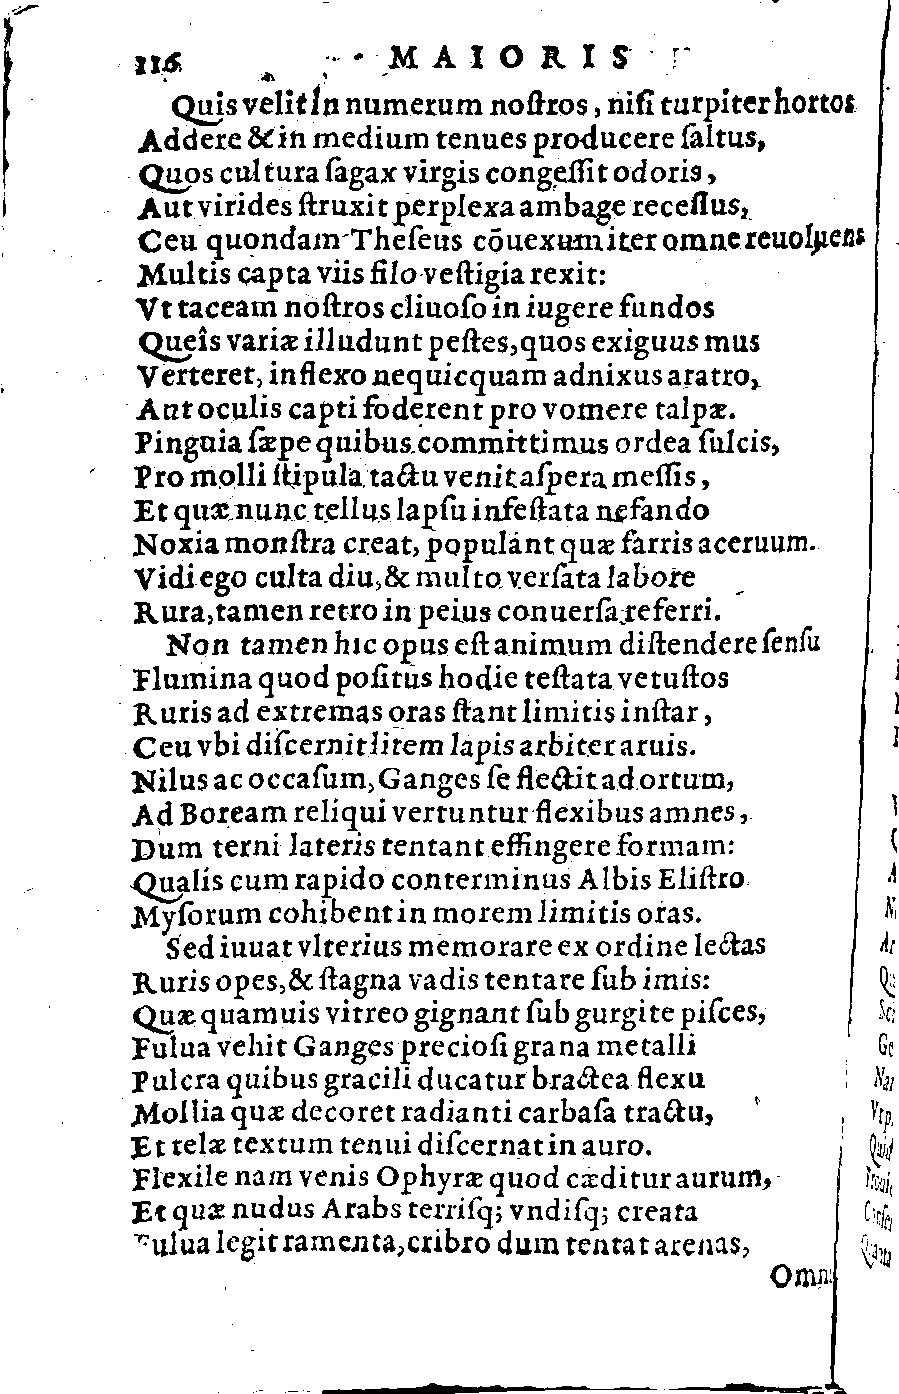 116 MAIORIS
Quis velit in numerum noſtros, niſi turpiter hortos
Addere & in medium tenues producere ſaltus,
Quos cultura ſagax virgis congeſſit odoris,
Aut virides ſtruxit perplexa ambage receſſus,
Ceu quondam Theſeus cōuexum iter omne reuoluens
Multis capta viis filo veſtigia rexit:
Vt taceam noſtros cliuoſo in iugere fundos
Queîs variæ illudunt peſtes, quos exiguus mus
Verteret, inflexo nequicquam adnixus aratro,
Aut oculis capti foderent pro vomere talpæ.
Pinguia ſæpe quibus committimus ordea ſulcis,
Pro molli ſtipula tactu venit aſpera meſſis,
Et quæ nunc tellus lapſu infeſtata nefando
Noxia monſtra creat, populánt quæ farris aceruum.
Vidi ego culta diu, & multo verſata labore
Rura, tamen retro in peius conuerſa referri.
Non tamen hic opus eſt animum diſtendere ſenſu
Flumina quod poſitus hodie teſtata vetuſtos
Ruris ad extremas oras ſtant limitis inſtar,
Ceu vbi diſcernit litem lapis arbiter aruis.
Nilus ac occaſum, Ganges ſe flectit ad ortum,
Ad Boream reliqui vertuntur flexibus amnes,
Dum terni lateris tentant effingere formam:
Qualis cum rapido conterminus Albis Eliſtro
Myſorum cohibent in morem limitis oras.
Sed iuuat vlterius memorare ex ordine lectas
Ruris opes, & ſtagna vadis tentare ſub imis:
Quæ quamuis vitreo gignant ſub gurgite piſces,
Fulua vehit Ganges precioſi grana metalli
Pulcra quibus gracili ducatur bractea flexu
Mollia quæ decoret radianti carbaſa tractu,
Et telæ textum tenui diſcernat in auro.
Flexile nam venis Ophyræ quod cæditur aurum,
Et quæ nudus Arabs terriſq; vndiſq; creata
Fulua legit ramenta, cribro dum tentat arenas,
Omn